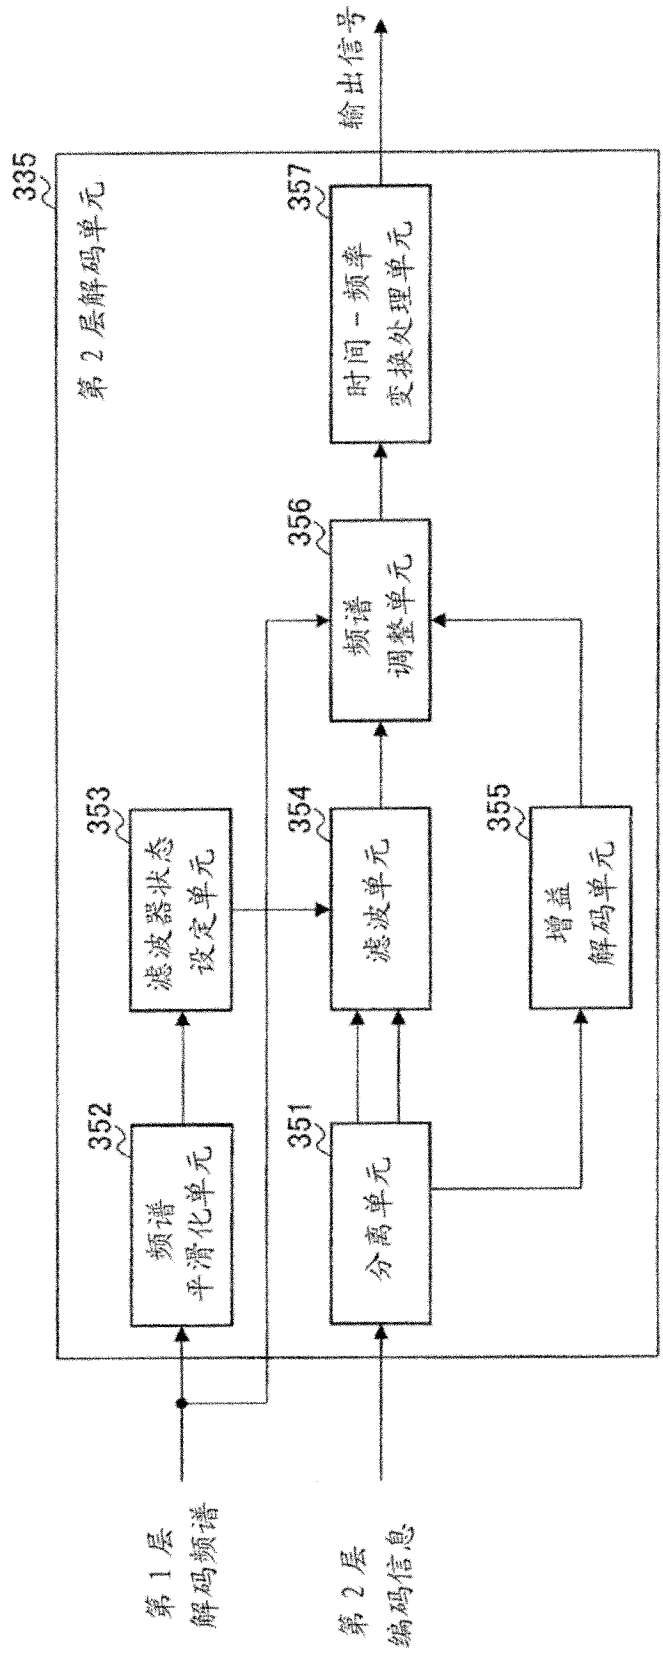 335
第2层解码单元
第1层
解码频谱
352
频谱
平滑化单元
353
滤波器状态
设定单元
第2层
编码信息
351
分离单元
354
滤波单元
356
频谱
调整单元
357
时间-频率
变换处理单元
输出信号
355
增益
解码单元